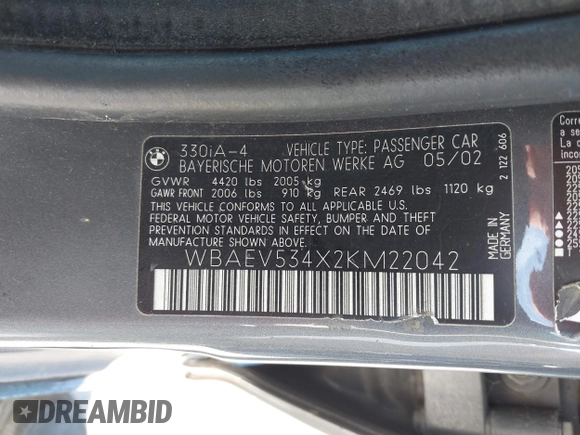 330iA-4 VEHICLE TYPE: PASSENGER CAR
BAYERISCHE MOTOREN WERKE AG 05/02
GVWR 4420 lbs 2005 kg
GAWR FRONT 2006 lbs 910 kg REAR 2469 lbs 1120 kg
THIS VEHICLE CONFORMS TO ALL APPLICABLE U.S.
FEDERAL MOTOR VEHICLE SAFETY, BUMPER AND THEFT
PREVENTION STANDARDS IN EFFECT ON THE DATE OF
MANUFACTURE SHOWN ABOVE.
WBAEV534X2KM22042
MADE IN
GERMANY
2 122 606
DREAMBID